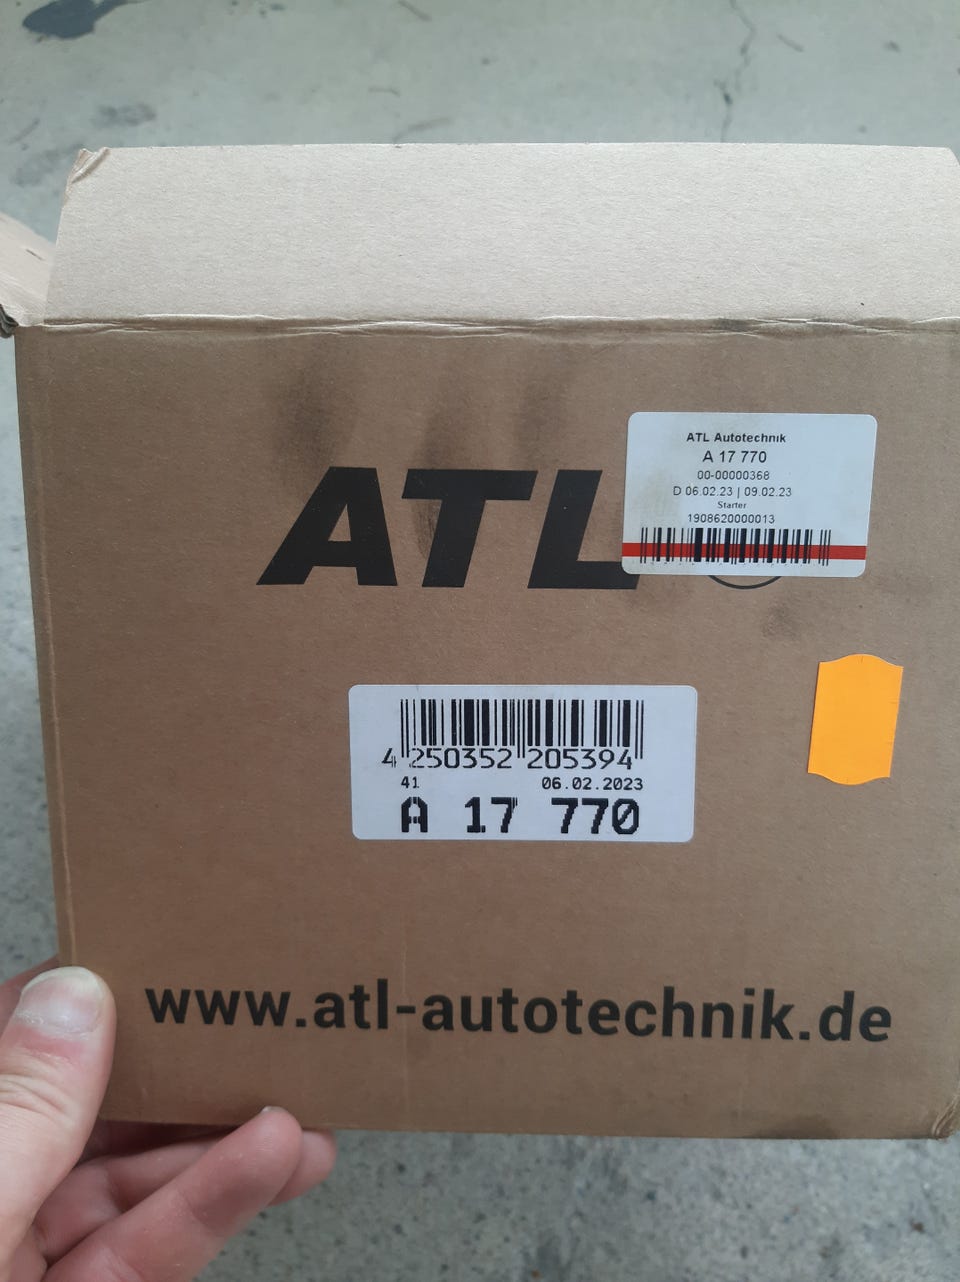 ATL
ATL Autotechnik
A 17 770
00-00000368
D 06.02.23 | 09.02.23
Starter
1908620000013
4 250352 205394
41 06.02.2023
A 17 770
www.atl-autotechnik.de